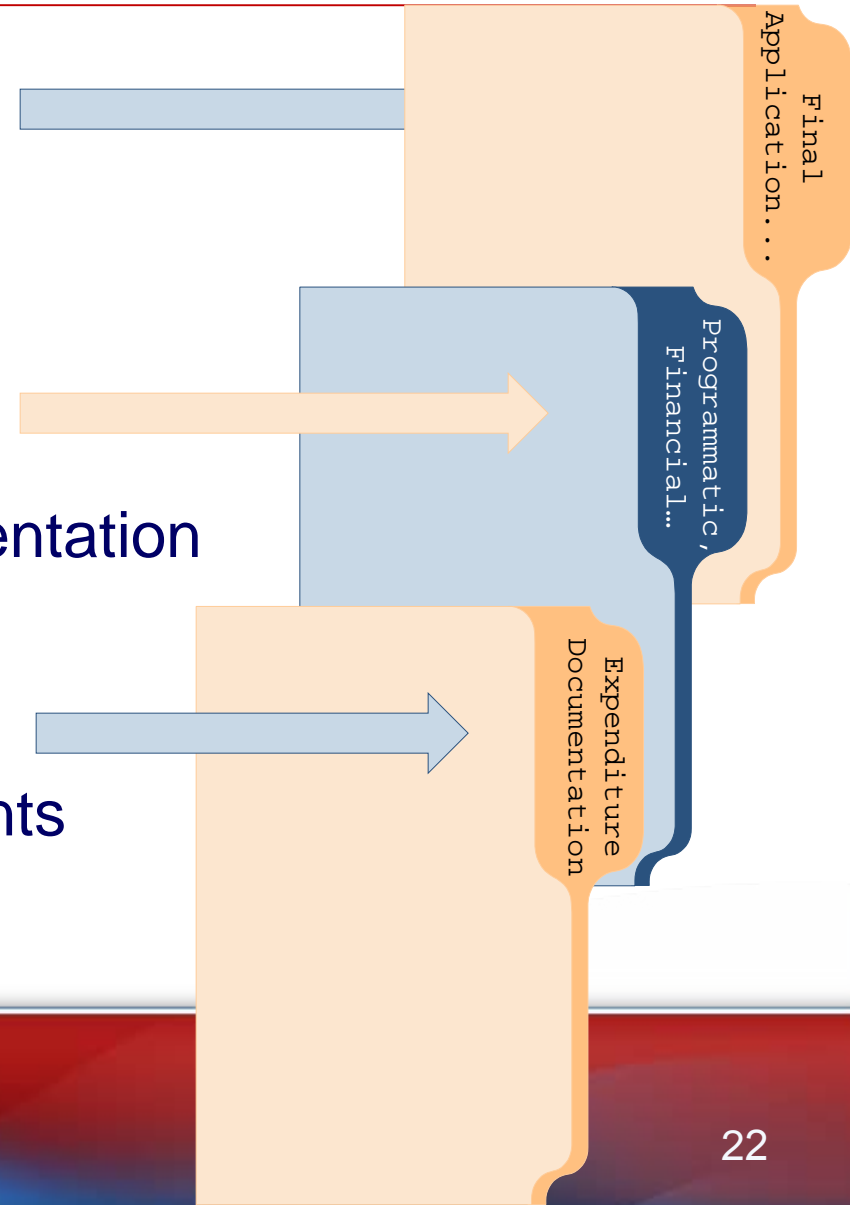 Final
Application...
Programmatic,
Financial…
entation
Expenditure
Documentation
nts
22